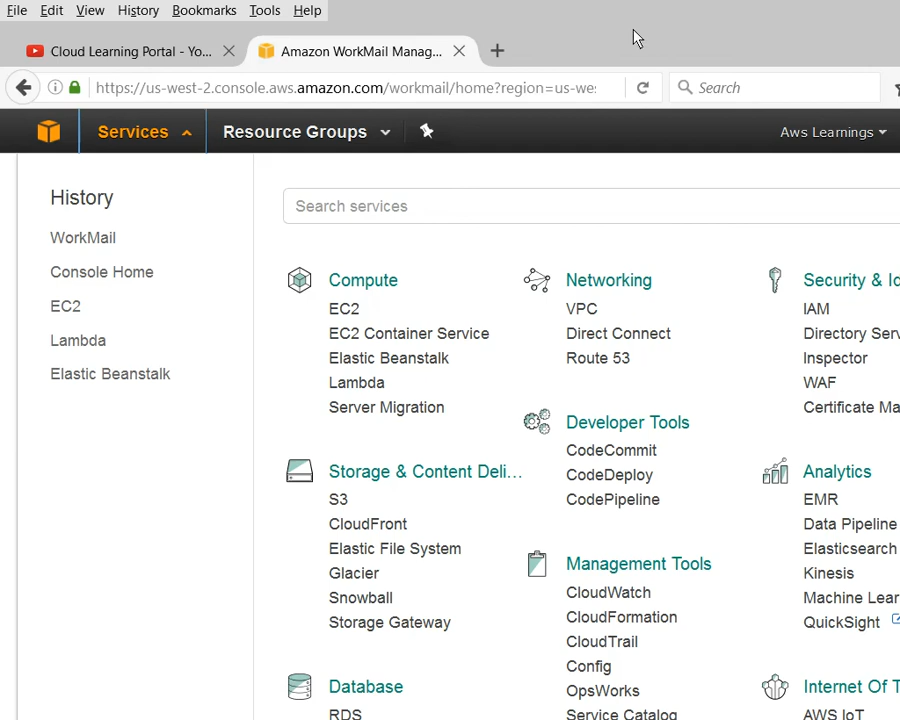 File Edit View History Bookmarks Tools Help
Cloud Learning Portal - Yo...
Amazon WorkMail Manag...
https://us-west-2.console.aws.amazon.com/workmail/home?region=us-we
Search
Services
Resource Groups
Aws Learnings
History
WorkMail
Console Home
EC2
Lambda
Elastic Beanstalk
Search services
Compute
EC2
EC2 Container Service
Elastic Beanstalk
Lambda
Server Migration
Storage & Content Deli...
S3
CloudFront
Elastic File System
Glacier
Snowball
Storage Gateway
Database
RDS
Networking
VPC
Direct Connect
Route 53
Developer Tools
CodeCommit
CodeDeploy
CodePipeline
Management Tools
CloudWatch
CloudFormation
CloudTrail
Config
OpsWorks
Service Catalog
Security & Id
IAM
Directory Serv
Inspector
WAF
Certificate Ma
Analytics
EMR
Data Pipeline
Elasticsearch
Kinesis
Machine Lear
QuickSight
Internet Of T
AWS IoT